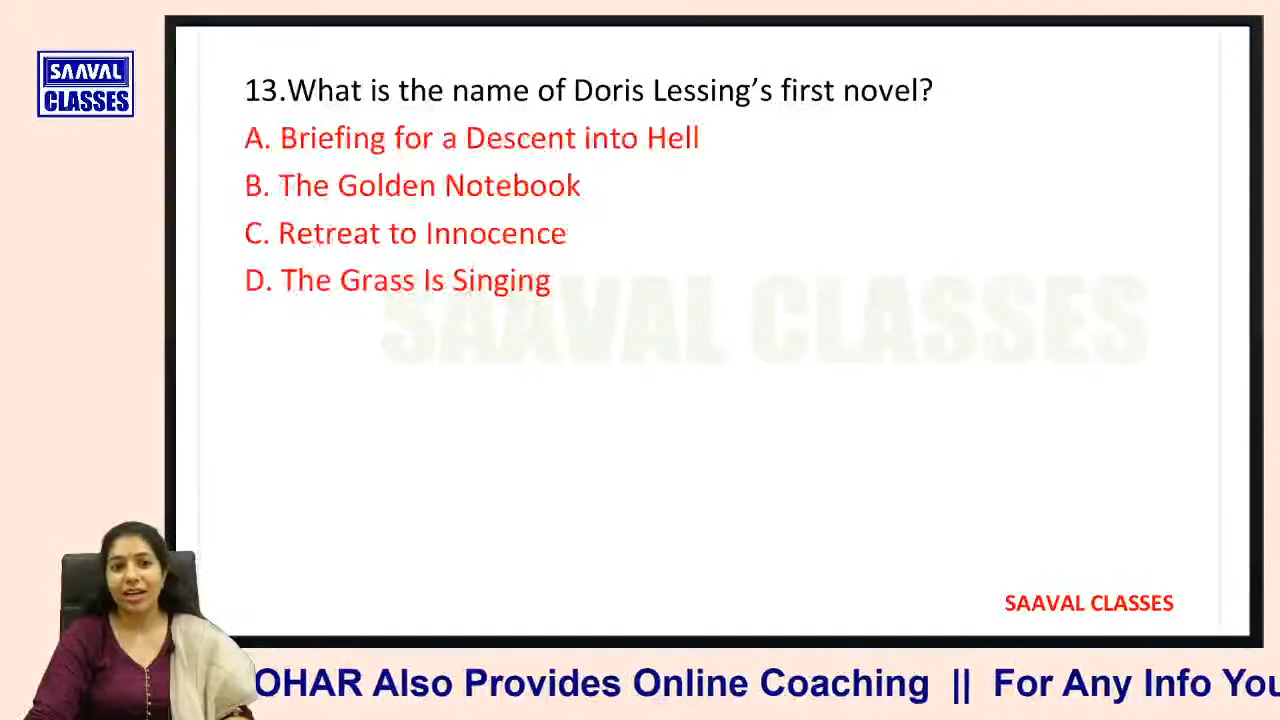 SAAVAL
CLASSES
13.What is the name of Doris Lessing’s first novel?
A. Briefing for a Descent into Hell
B. The Golden Notebook
C. Retreat to Innocence
D. The Grass Is Singing
SAAVAL CLASSES
SAAVAL CLASSES
OHAR Also Provides Online Coaching || For Any Info You